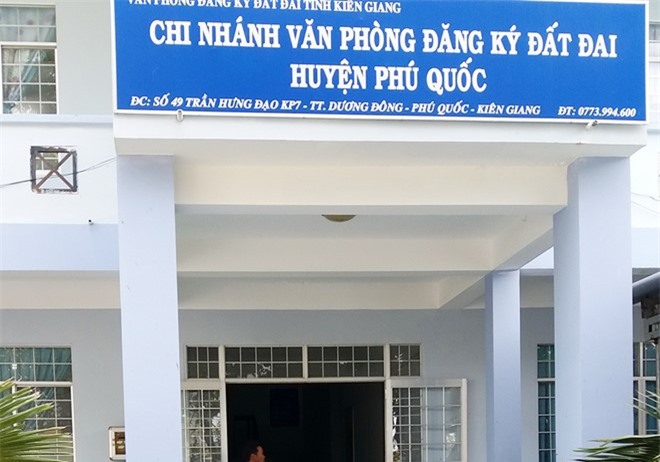 VĂN PHÒNG ĐĂNG KÝ ĐẤT ĐAI TỈNH KIÊN GIANG
CHI NHÁNH VĂN PHÒNG ĐĂNG KÝ ĐẤT ĐAI
HUYỆN PHÚ QUỐC
ĐC: SỐ 49 TRẦN HƯNG ĐẠO KP7 - TT. DƯƠNG ĐÔNG - PHÚ QUỐC - KIÊN GIANG ĐT: 0773.994.600